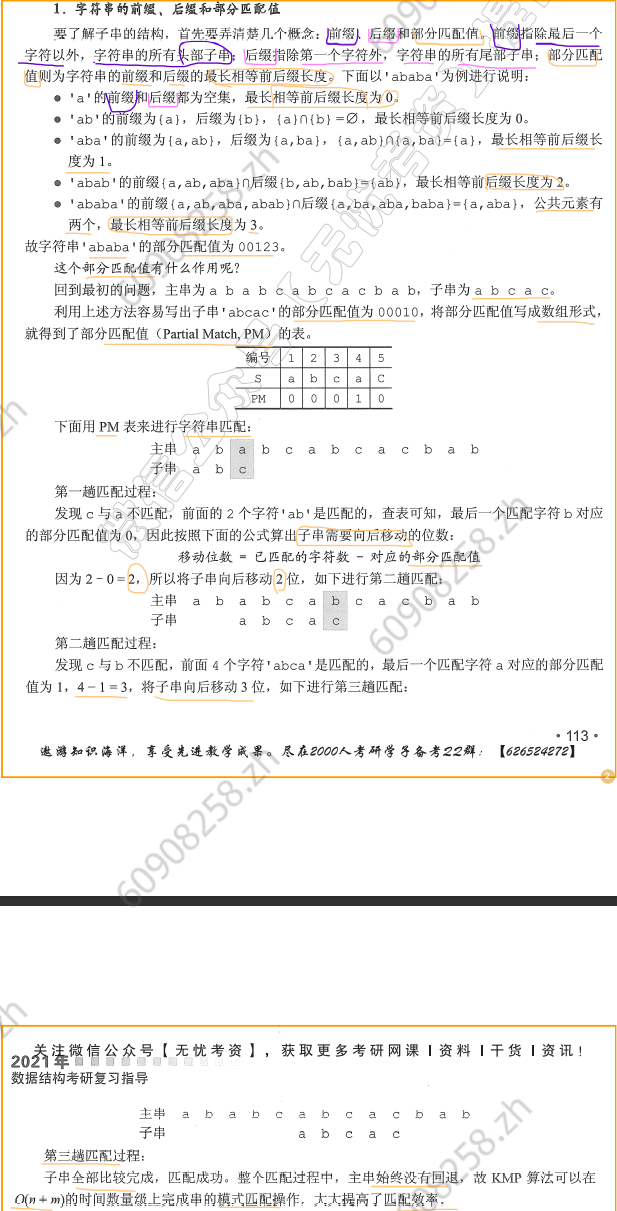 1. 字符串的前缀、后缀和部分匹配值
要了解子串的结构，首先要弄清楚几个概念：前缀、后缀和部分匹配值。前缀指除最后一个
字符以外，字符串的所有头部子串；后缀指除第一个字符外，字符串的所有尾部子串；部分匹配
值则为字符串的前缀和后缀的最长相等前后缀长度。下面以'ababa'为例进行说明：
● 'a'的前缀和后缀都为空集，最长相等前后缀长度为 0。
● 'ab'的前缀为{a}，后缀为{b}，{a}∩{b}=∅，最长相等前后缀长度为 0。
● 'aba'的前缀为{a,ab}，后缀为{a,ba}，{a,ab}∩{a,ba}={a}，最长相等前后缀长
度为 1。
● 'abab'的前缀{a,ab,aba}∩后缀{b,ab,bab}={ab}，最长相等前后缀长度为 2。
● 'ababa'的前缀{a,ab,aba,abab}∩后缀{a,ba,aba,baba}={a,aba}，公共元素有
两个，最长相等前后缀长度为 3。
故字符串'ababa'的部分匹配值为 00123。
这个部分匹配值有什么作用呢？
回到最初的问题，主串为 a b a b c a b c a c b a b，子串为 a b c a c。
利用上述方法容易写出子串'abcac'的部分匹配值为 00010，将部分匹配值写成数组形式，
就得到了部分匹配值（Partial Match, PM）的表。
编号 1 2 3 4 5
S a b c a C
PM 0 0 0 1 0
下面用 PM 表来进行字符串匹配：
主串 a b a b c a b c a c b a b
子串 a b c
第一趟匹配过程：
发现 c 与 a 不匹配，前面的 2 个字符'ab'是匹配的，查表可知，最后一个匹配字符 b 对应
的部分匹配值为 0，因此按照下面的公式算出子串需要向后移动的位数：
移动位数 = 已匹配的字符数 - 对应的部分匹配值
因为 2 - 0 = 2，所以将子串向后移动 2 位，如下进行第二趟匹配：
主串 a b a b c a b c a c b a b
子串 a b c a c
第二趟匹配过程：
发现 c 与 b 不匹配，前面 4 个字符'abca'是匹配的，最后一个匹配字符 a 对应的部分匹配
值为 1，4 - 1 = 3，将子串向后移动 3 位，如下进行第三趟匹配：
• 113 •
遨游知识海洋，享受先进教学成果。尽在2000人考研学子备考22群：【626524272】
2
关注微信公众号【无忧考资】，获取更多考研网课 I 资料 I 干货 I 资讯！
2021年
数据结构考研复习指导
主串 a b a b c a b c a c b a b
子串 a b c a c
第三趟匹配过程：
子串全部比较完成，匹配成功。整个匹配过程中，主串始终没有回退，故 KMP 算法可以在
O(n + m)的时间数量级上完成串的模式匹配操作，大大提高了匹配效率。
60908258.zh
60908258.zh
60908258.zh
60908258.zh